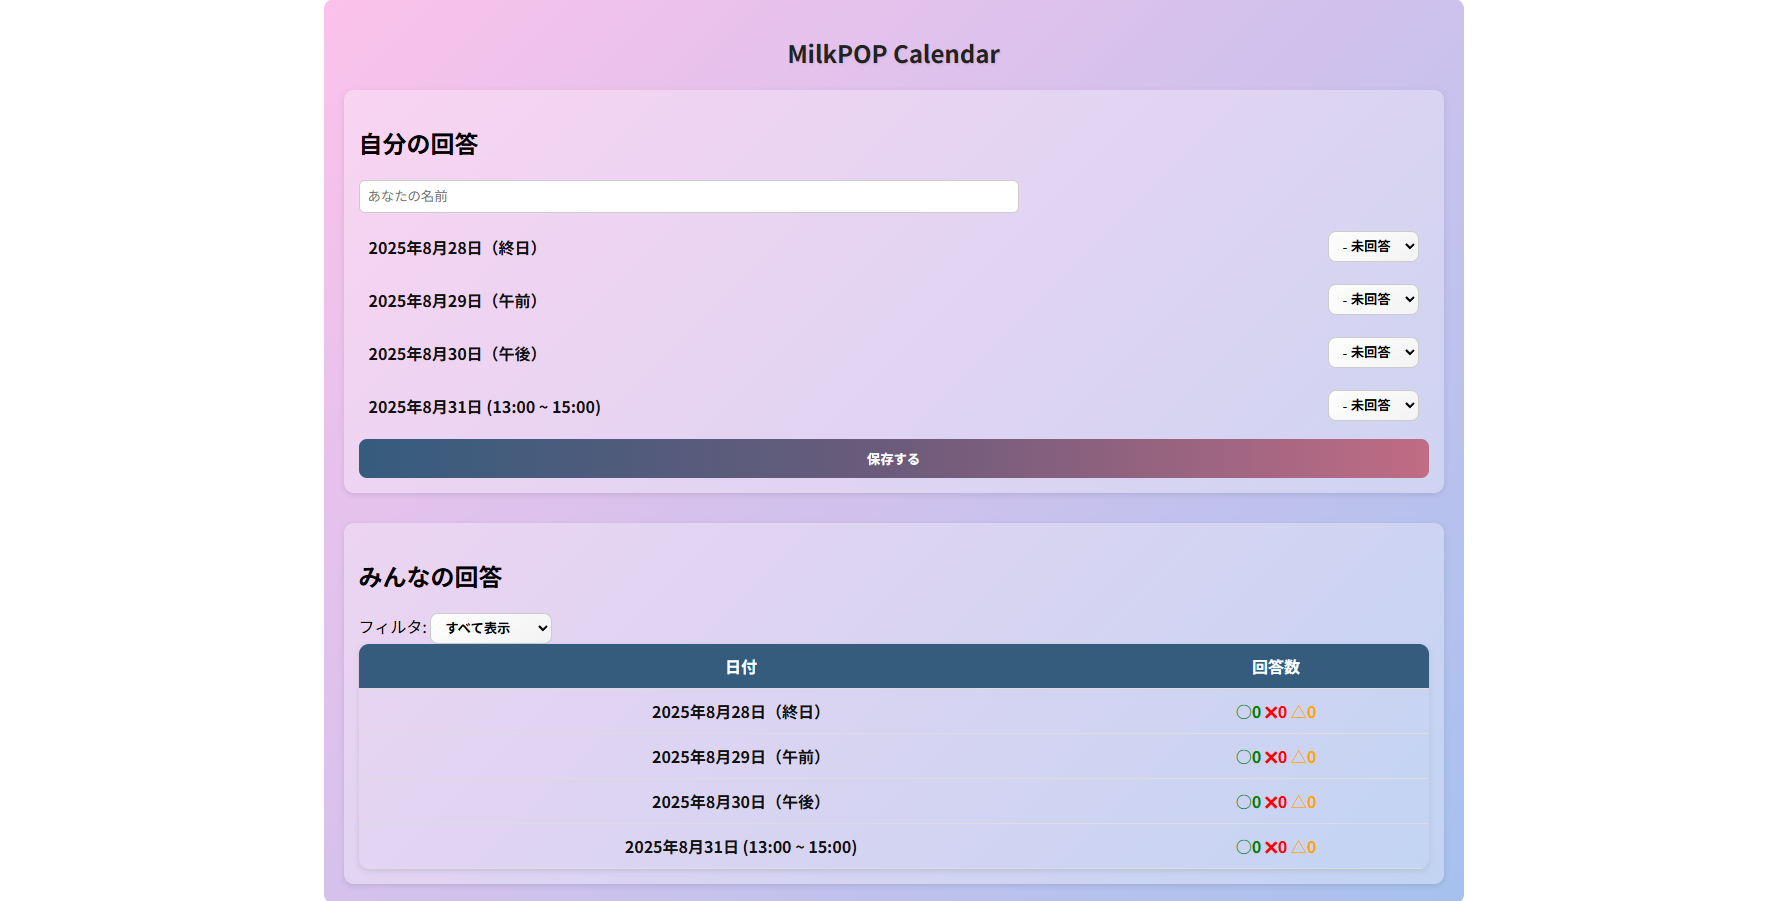 MilkPOP Calendar
自分の回答
あなたの名前
2025年8月28日（終日） - 未回答
2025年8月29日（午前） - 未回答
2025年8月30日（午後） - 未回答
2025年8月31日 (13:00 ~ 15:00) - 未回答
保存する
みんなの回答
フィルタ: すべて表示
日付 回答数
2025年8月28日（終日） ◯0 ❌0 △0
2025年8月29日（午前） ◯0 ❌0 △0
2025年8月30日（午後） ◯0 ❌0 △0
2025年8月31日 (13:00 ~ 15:00) ◯0 ❌0 △0